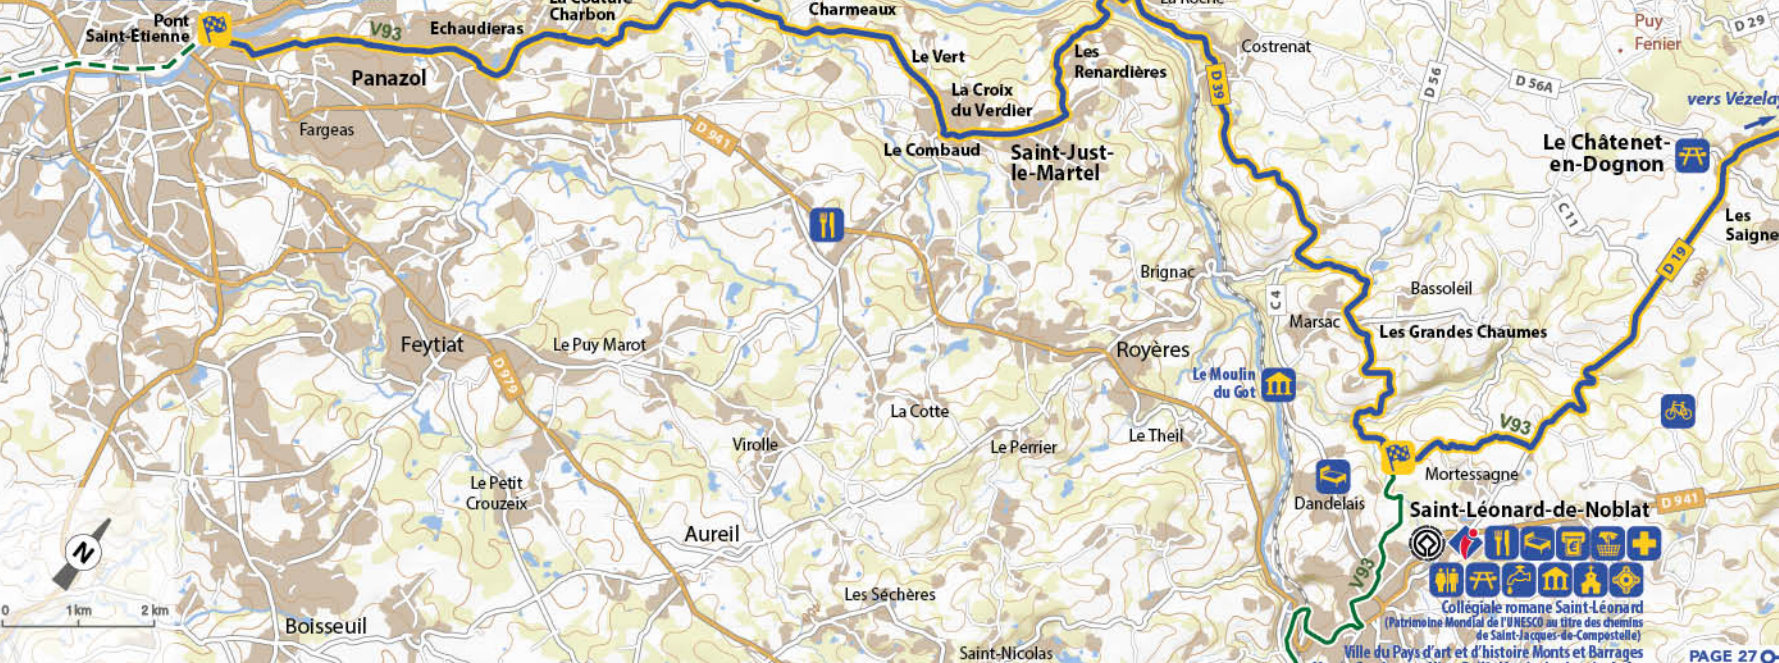 Pont
Saint-Etienne
V93
Echaudieras
La Couture
Charbon
Charmeaux
La Roche
Costrenat
Puy
Fenier
D 29
Panazol
Le Vert
Les
Renardières
D 39
D 56
D 56A
vers Vézelay
La Croix
du Verdier
Fargeas
D 941
Le Combaud
Saint-Just-
le-Martel
Le Châtenet-
en-Dognon
C 11
Les
Saigne
D 19
400
Brignac
Bassoleil
C 4
Marsac
Les Grandes Chaumes
Feytiat
Le Puy Marot
D 979
Royères
Le Moulin
du Got
La Cotte
Virolle
Le Perrier
Le Theil
V93
Mortessagne
Le Petit
Crouzeix
Dandelais
Saint-Léonard-de-Noblat
D 941
Aureil
N
V93
Les Séchères
400
0 1 km 2 km
Boisseuil
Saint-Nicolas
Collégiale romane Saint-Léonard
(Patrimoine Mondial de l'UNESCO au titre des chemins
de Saint-Jacques-de-Compostelle)
Ville du Pays d'art et d'histoire Monts et Barrages
PAGE 27